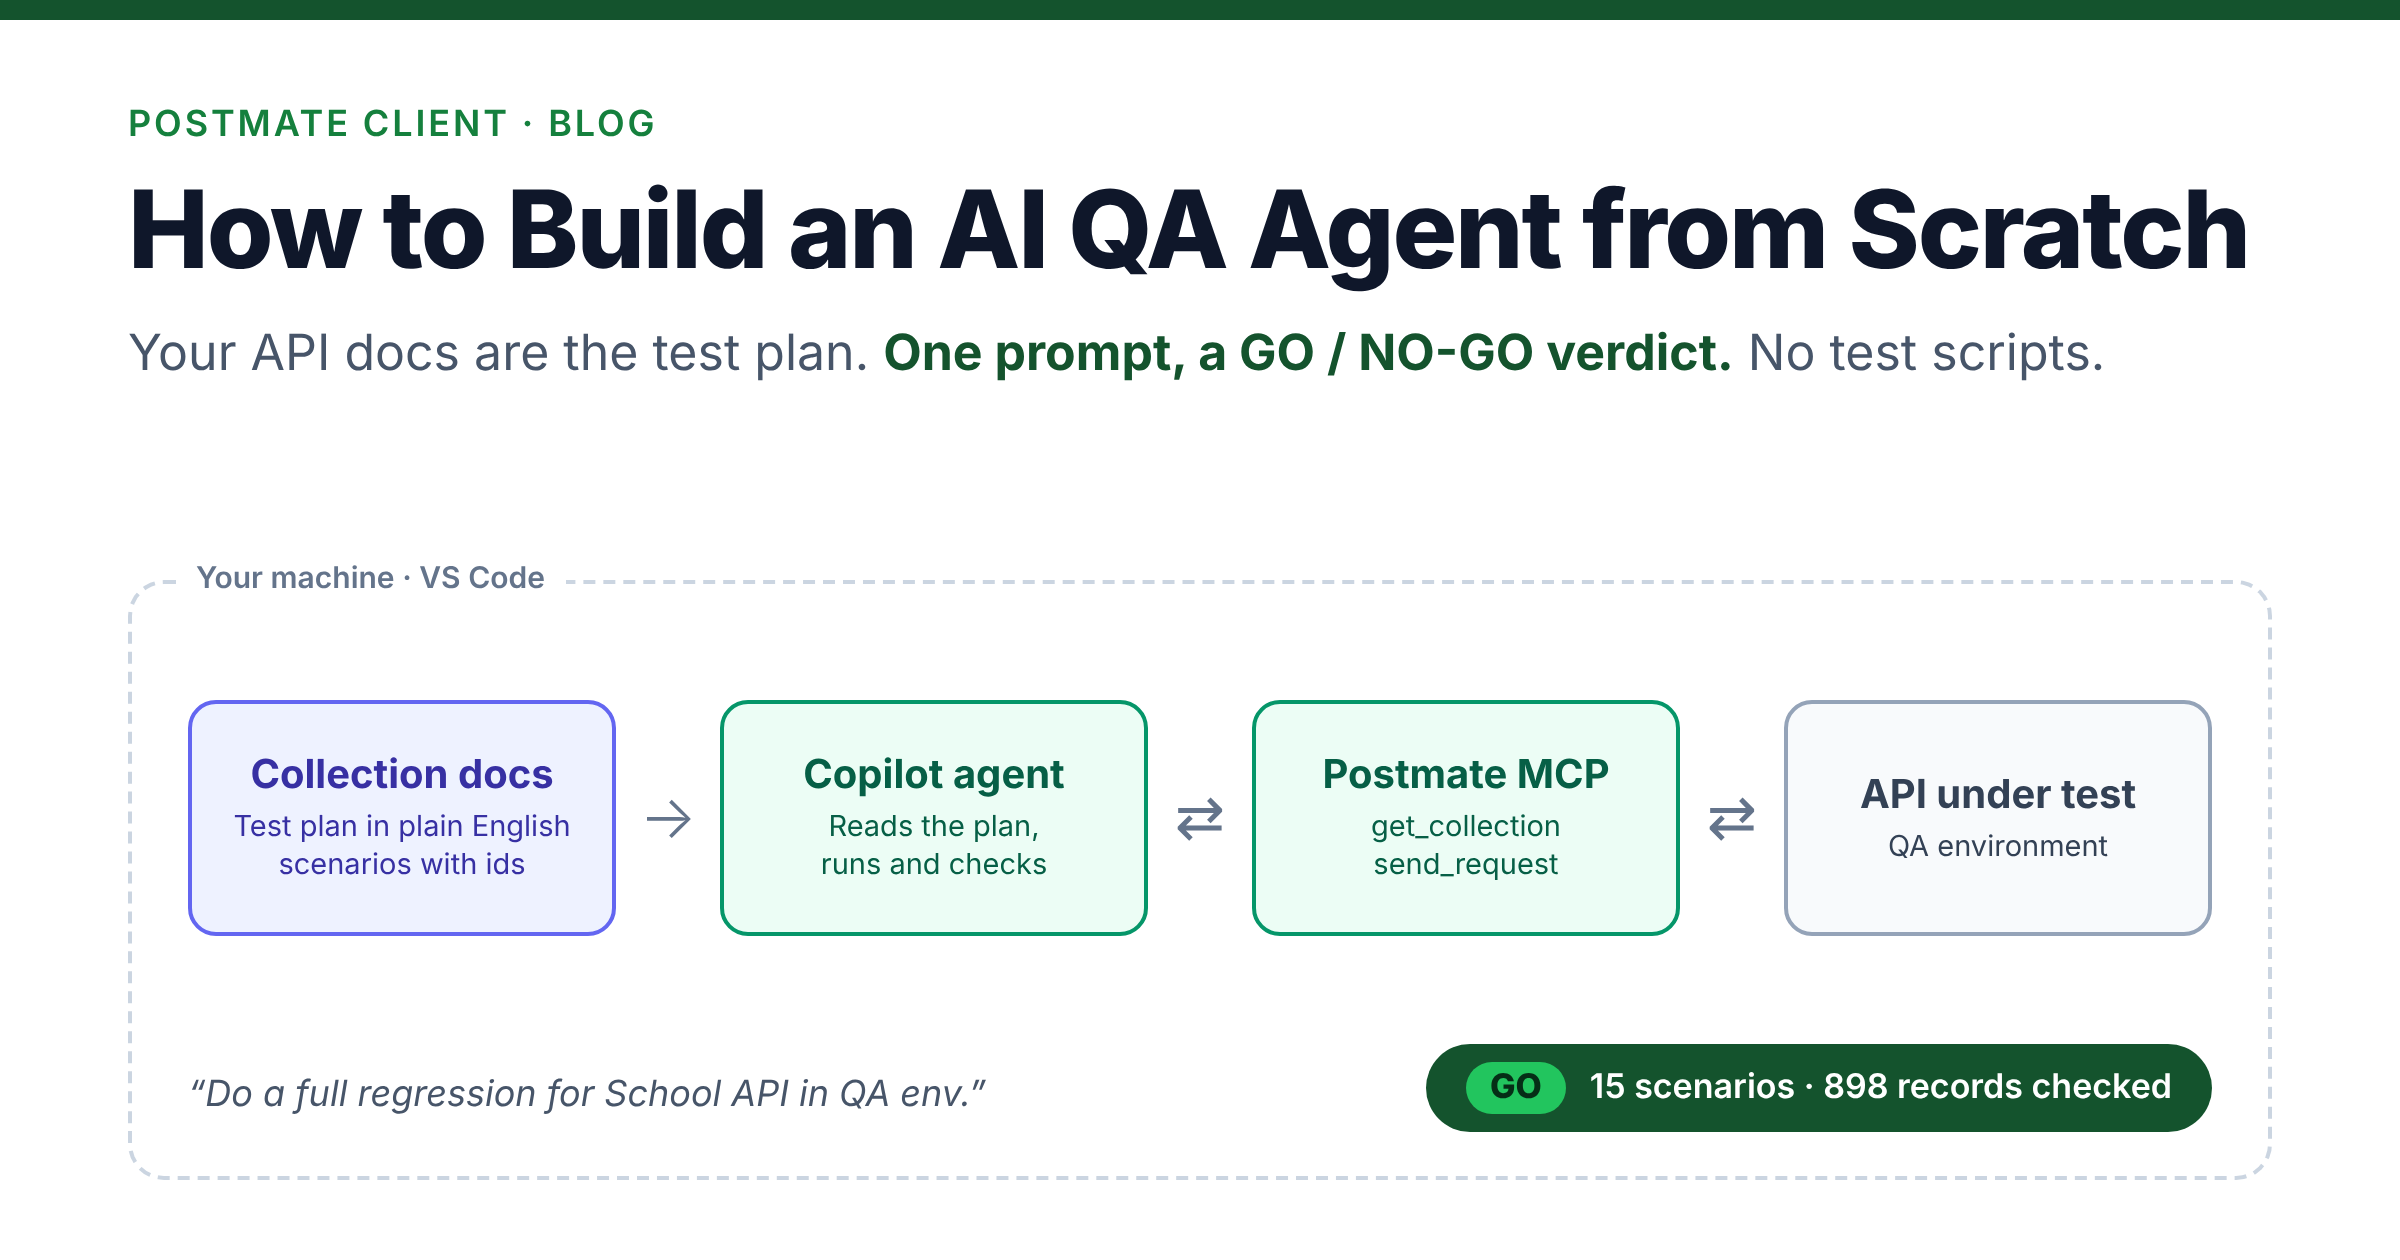 POSTMATE CLIENT · BLOG
How to Build an AI QA Agent from Scratch
Your API docs are the test plan. One prompt, a GO / NO-GO verdict. No test scripts.
Your machine · VS Code
Collection docs
Test plan in plain English
scenarios with ids
→
Copilot agent
Reads the plan,
runs and checks
⇄
Postmate MCP
get_collection
send_request
⇄
API under test
QA environment
“Do a full regression for School API in QA env.”
GO 15 scenarios · 898 records checked